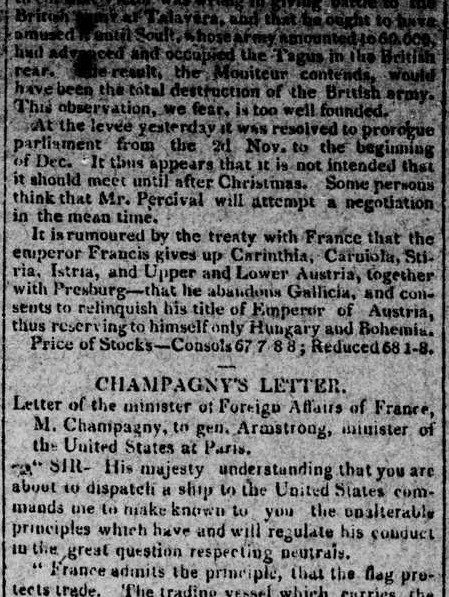 was wrong in giving battle to the
British army at Talavera, and that he ought to have
amused it until Soult, whose army amounted to 60.000,
had advanced and occupied the Tagus in the British
rear. The result, the Moniteur contends, would
have been the total destruction of the British army.
This observation, we fear, is too well founded.
At the levee yesterday it was resolved to prorogue
parliament from the 2d Nov. to the beginning
of Dec. It thus appears that it is not intended that
it should meet until after Christmas. Some persons
think that Mr. Percival will attempt a negotiation
in the mean time.
It is rumoured by the treaty with France that the
emperor Francis gives up Carinthia, Carniola, Sti-
ria, Istria, and Upper and Lower Austria, together
with Presburg—that he abandons Gallicia, and con-
sents to relinquish his title of Emperor of Austria,
thus reserving to himself only Hungary and Bohemia.
Price of Stocks—Consols 67 7 8 8; Reduced 68 1-8.
CHAMPAGNY'S LETTER.
Letter of the minister of Foreign Affairs of France,
M. Champagny, to gen. Armstrong, minister of
the United States at Paris.
" SIR- His majesty understanding that you are
about to dispatch a ship to the United States com-
mands me to make known to you the unalterable
principles which have and will regulate his conduct
in the great question respecting neutrals.
" France admits the principle, that the flag pro-
tects trade. The trading vessel which carries the